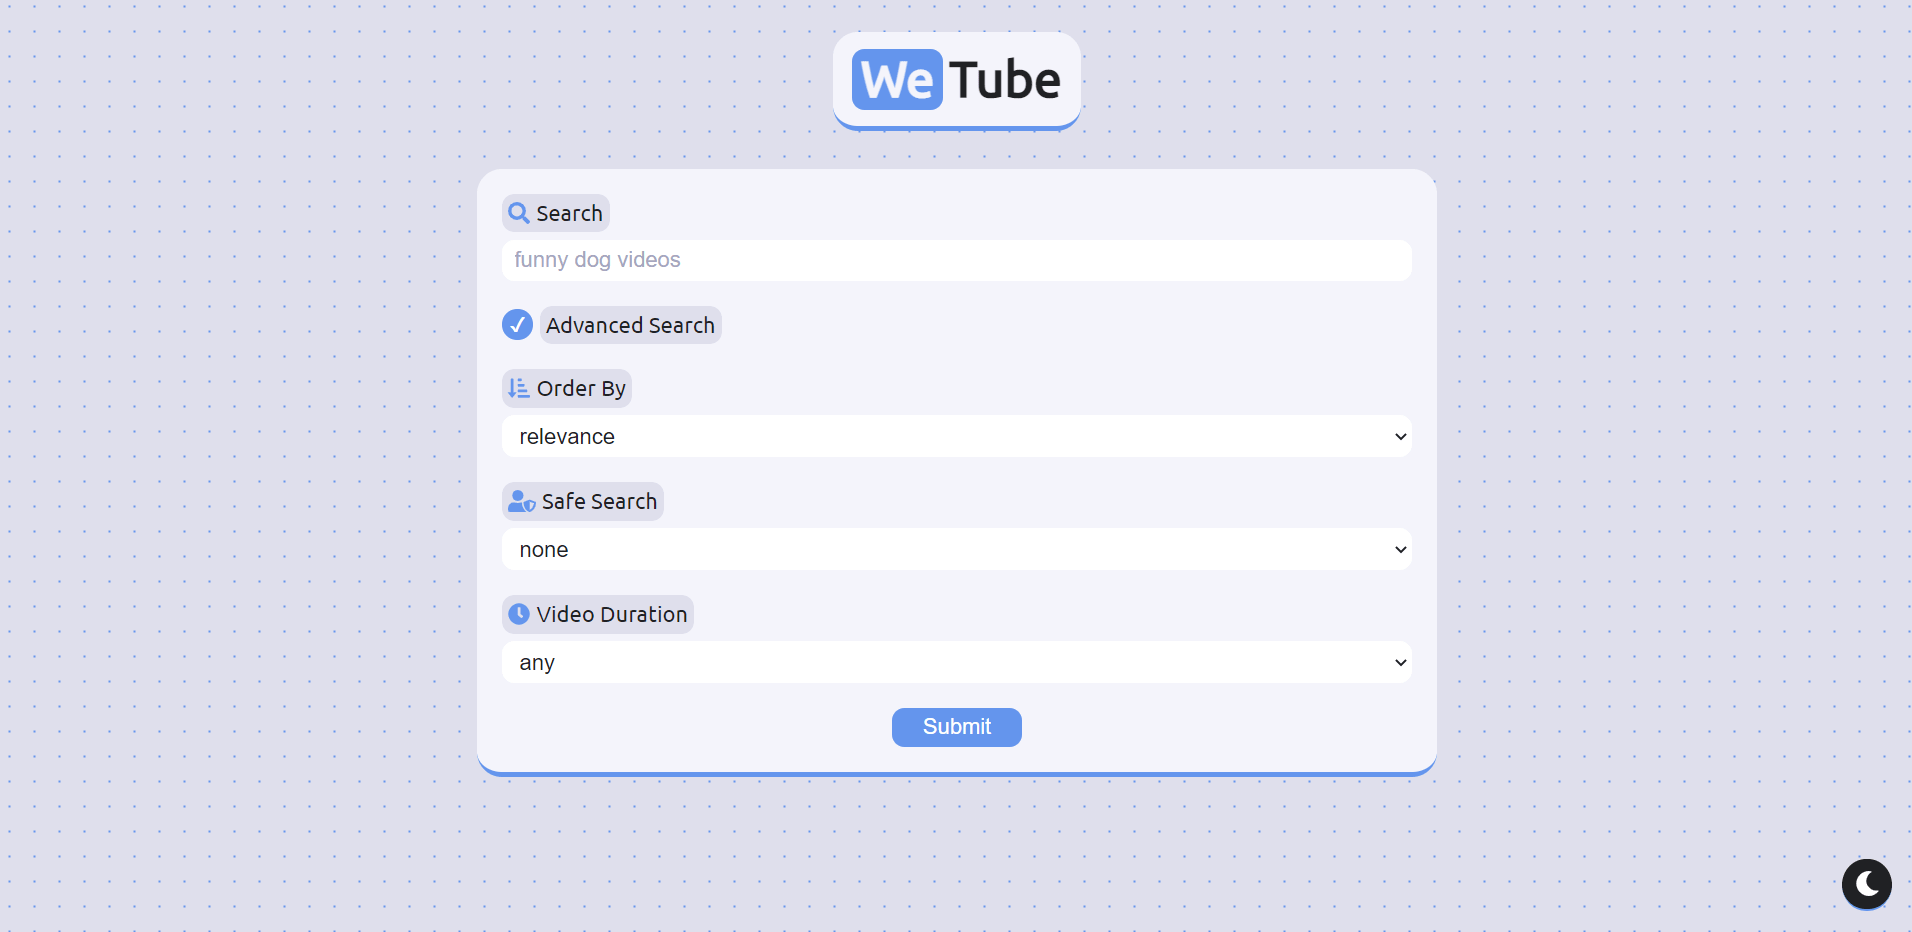 We Tube
Search
funny dog videos
Advanced Search
Order By
relevance
Safe Search
none
Video Duration
any
Submit